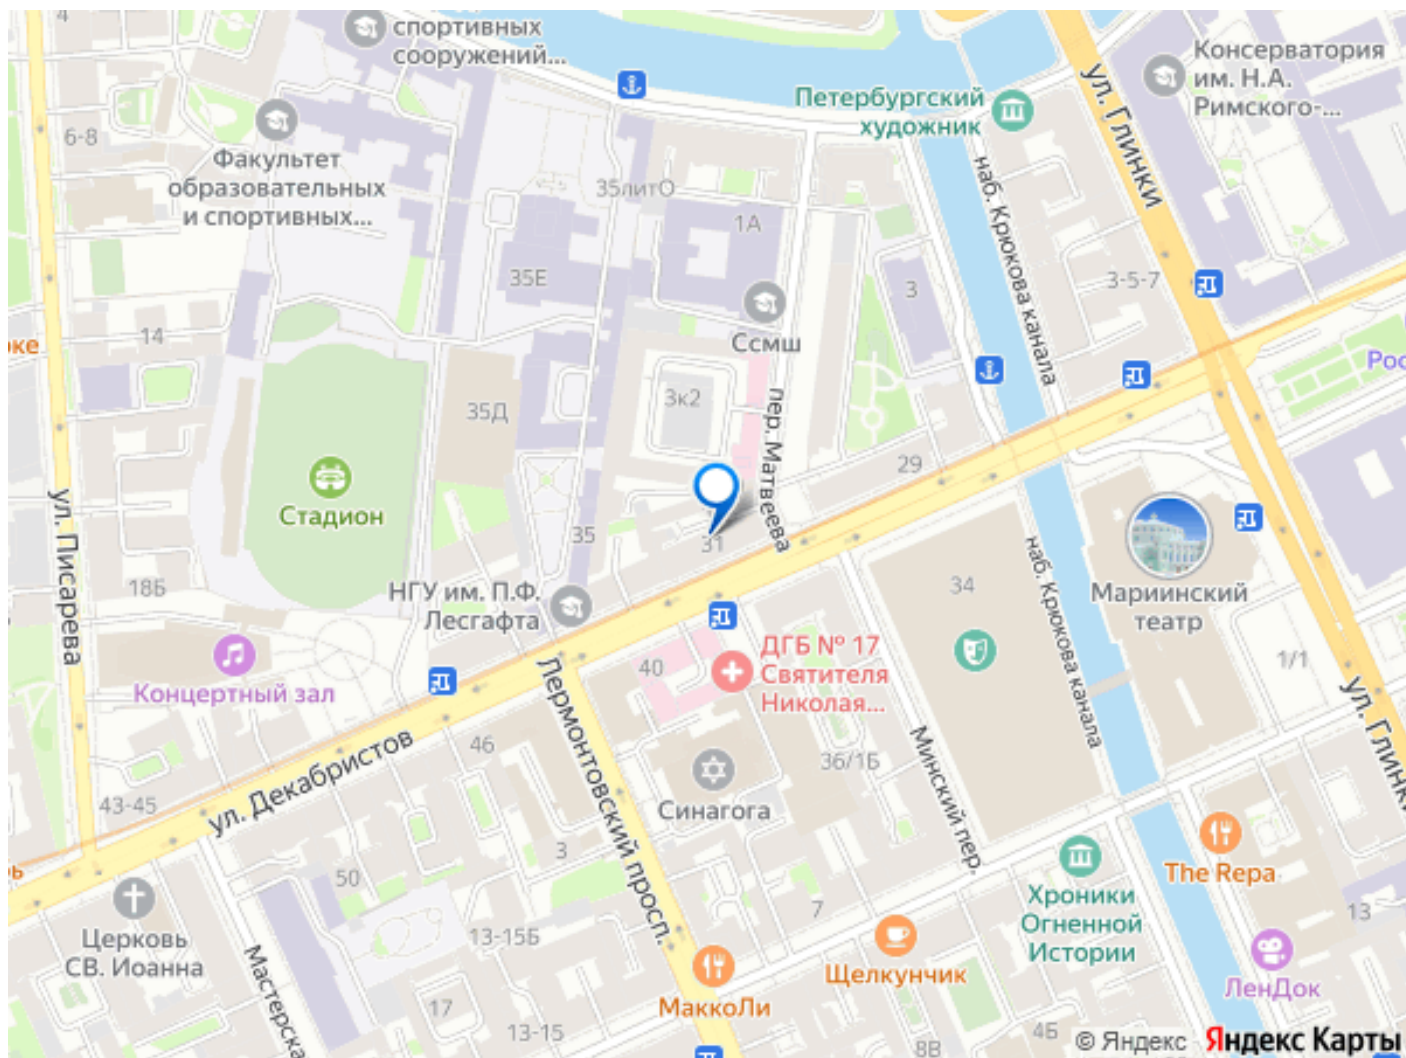 4
спортивных
сооружений...
6-8
Факультет
образовательных
и спортивных...
35литО
1А
Петербургский
художник
ул. Глинки
Консерватория
им. Н.А.
Римского-...
наб. Крюкова канала
35Е
3
3-5-7
Ссмш
14
оке
35Д
3к2
пер. Матвеева
Рос
29
Стадион
ул. Писарева
35
31
18Б
НГУ им. П.Ф.
Лесгафта
34
наб. Крюкова канала
Мариинский
театр
1/1
ул. Глинки
ДГБ № 17
Святителя
Николая...
40
Концертный зал
Лермонтовский просп.
46
ул. Декабристов
43-45
Синагога
36/1Б
Минский пер.
3
50
The Repa
Хроники
Огненной
Истории
13
7
Церковь
СВ. Иоанна
13-15Б
Мастерска
Щелкунчик
МаккоЛи
ЛенДок
17
13-15
8В
4Б
© Яндекс Яндекс Карты